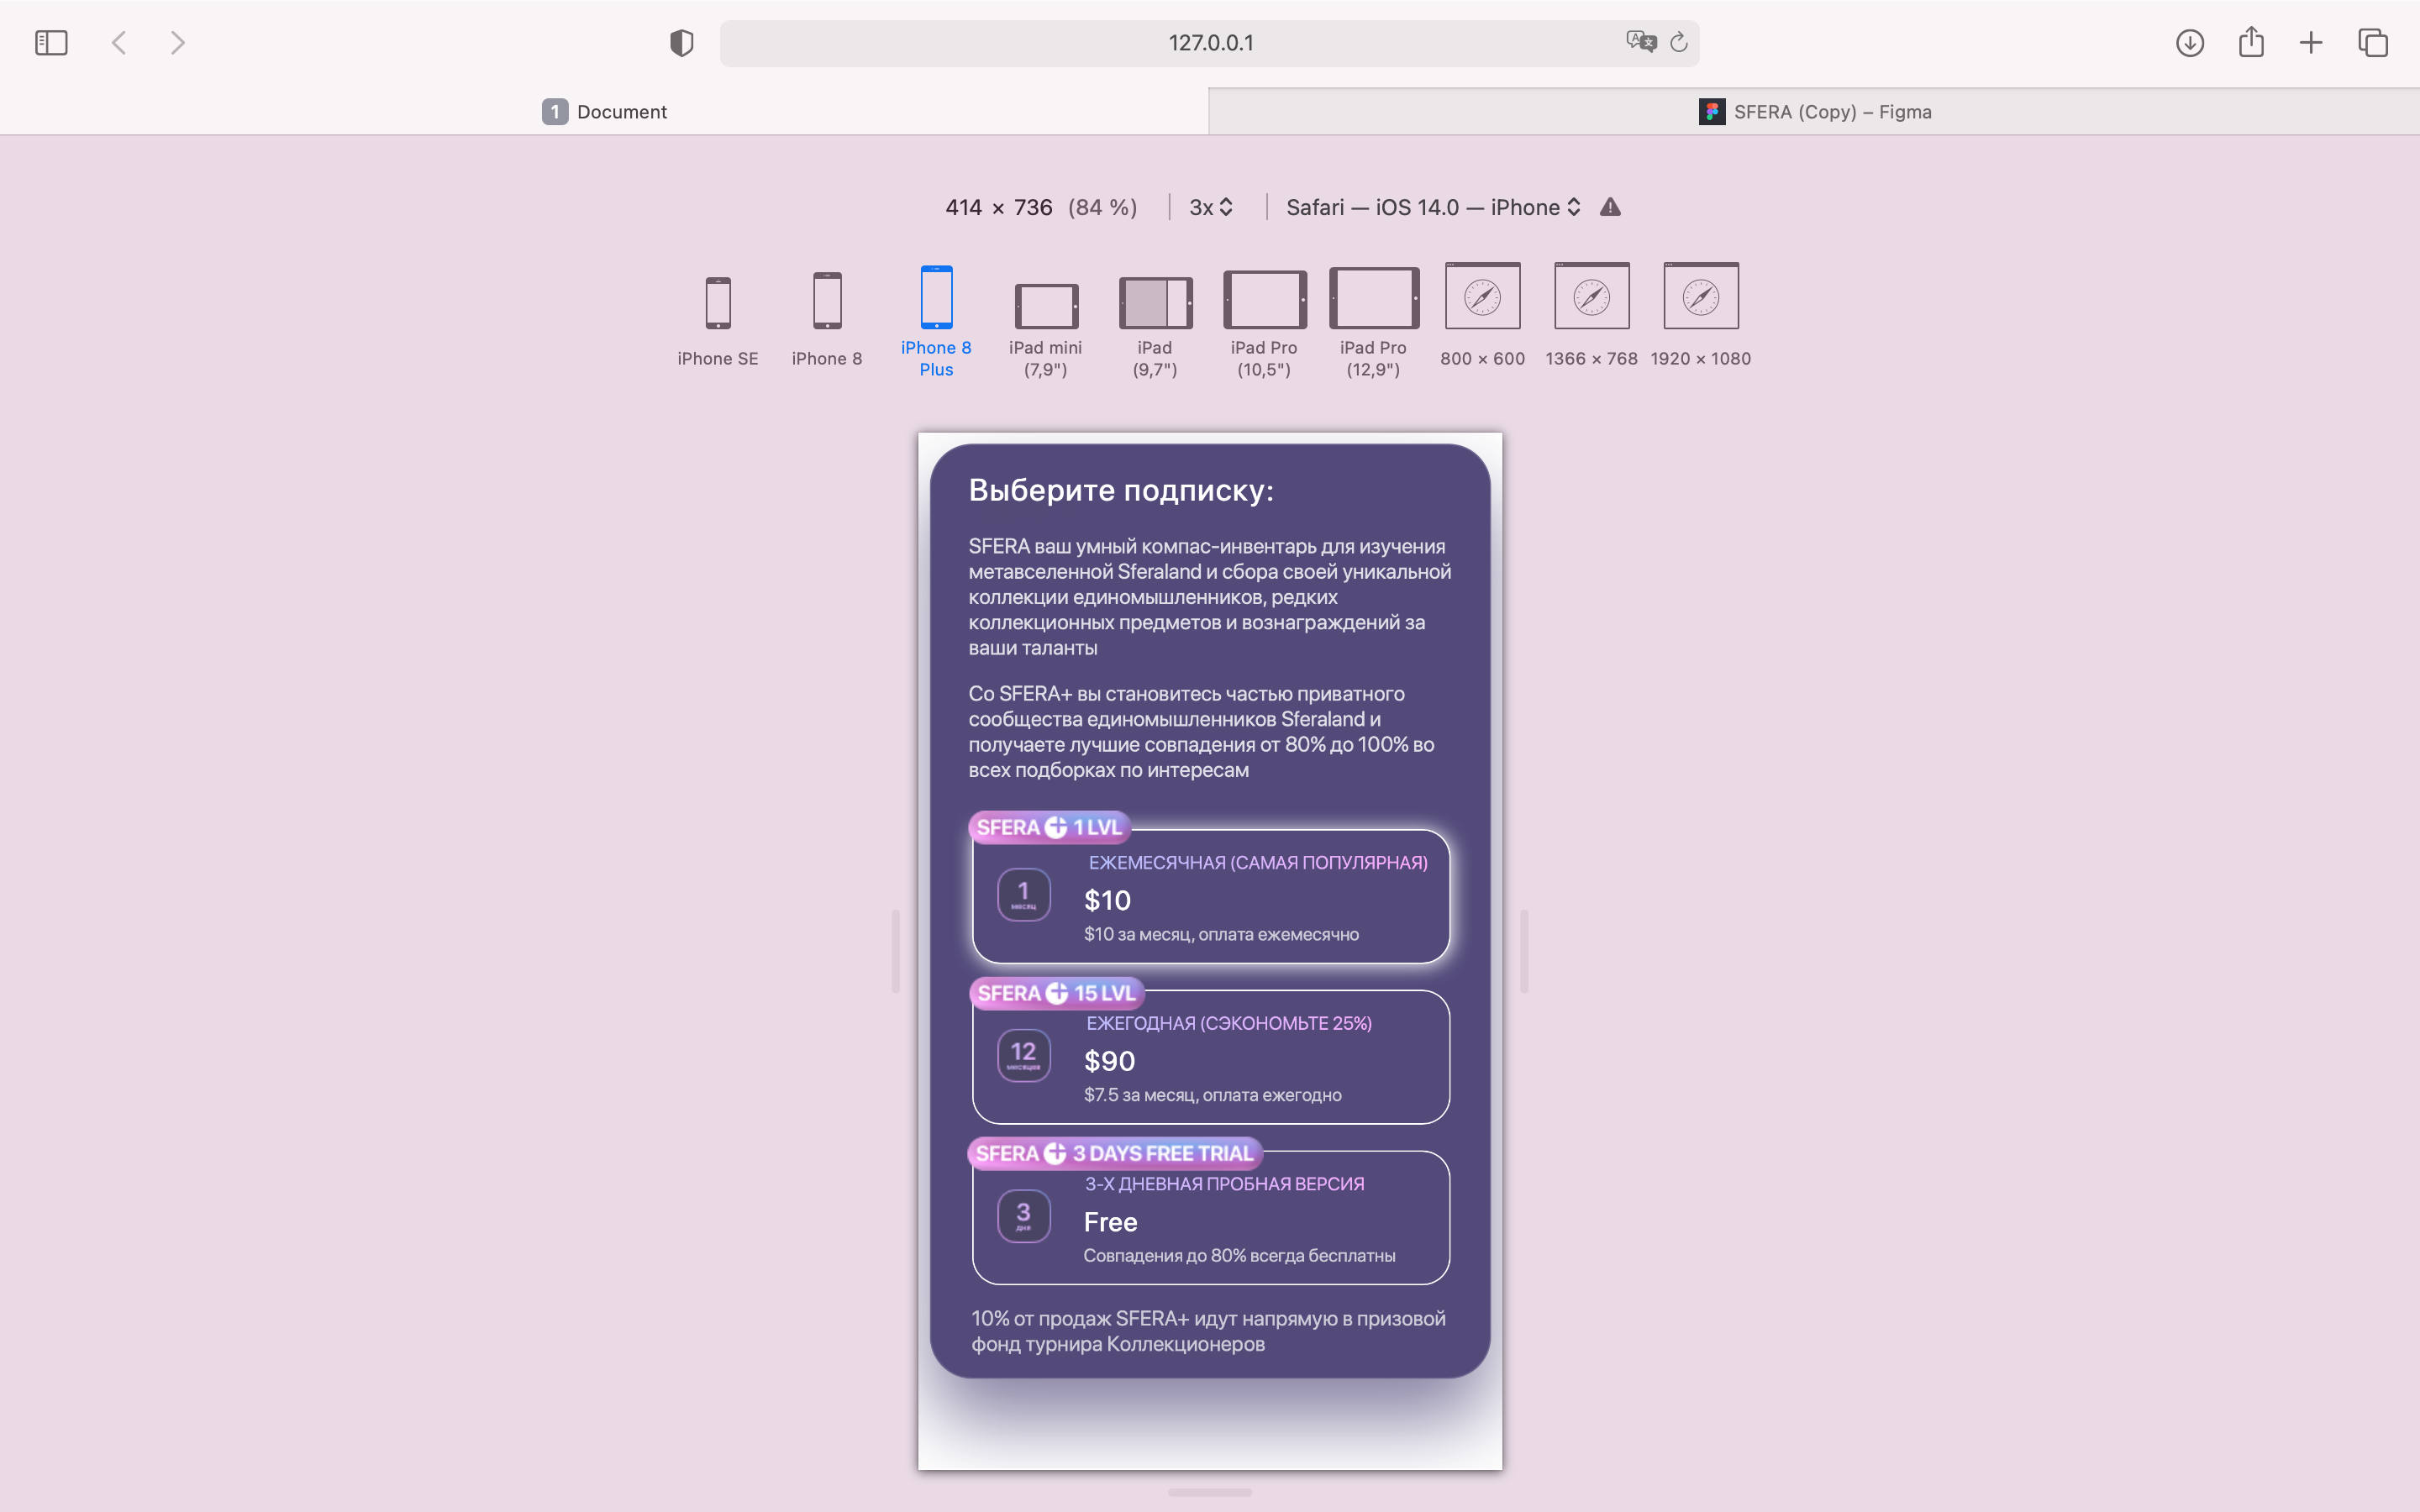 127.0.0.1
1 Document
SFERA (Copy) – Figma
414 × 736 (84 %)
3x
Safari — iOS 14.0 — iPhone
iPhone SE
iPhone 8
iPhone 8 Plus
iPad mini (7,9")
iPad (9,7")
iPad Pro (10,5")
iPad Pro (12,9")
800 × 600
1366 × 768
1920 × 1080
Выберите подписку:
SFERA ваш умный компас-инвентарь для изучения
метавселенной Sferaland и сбора своей уникальной
коллекции единомышленников, редких
коллекционных предметов и вознаграждений за
ваши таланты
Со SFERA+ вы становитесь частью приватного
сообщества единомышленников Sferaland и
получаете лучшие совпадения от 80% до 100% во
всех подборках по интересам
SFERA + 1 LVL
ЕЖЕМЕСЯЧНАЯ (САМАЯ ПОПУЛЯРНАЯ)
1
месяц
$10
$10 за месяц, оплата ежемесячно
SFERA + 15 LVL
ЕЖЕГОДНАЯ (СЭКОНОМЬТЕ 25%)
12
месяцев
$90
$7.5 за месяц, оплата ежегодно
SFERA + 3 DAYS FREE TRIAL
3-Х ДНЕВНАЯ ПРОБНАЯ ВЕРСИЯ
3
дня
Free
Совпадения до 80% всегда бесплатны
10% от продаж SFERA+ идут напрямую в призовой
фонд турнира Коллекционеров